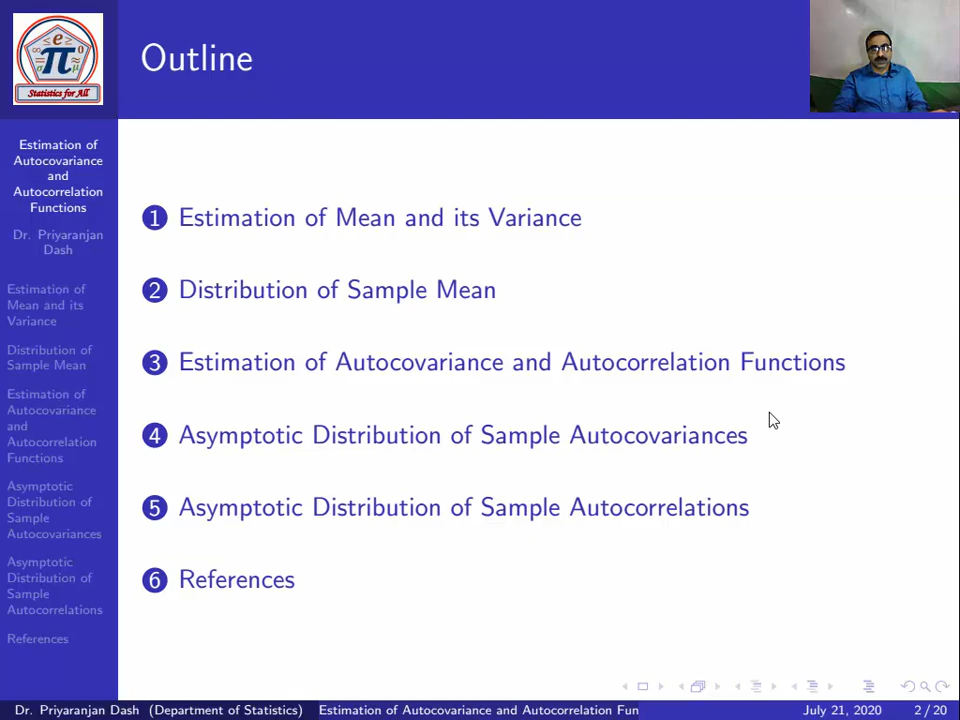 Outline
Statistics for All
Estimation of
Autocovariance
and
Autocorrelation
Functions
Dr. Priyaranjan
Dash
Estimation of
Mean and its
Variance
Distribution of
Sample Mean
Estimation of
Autocovariance
and
Autocorrelation
Functions
Asymptotic
Distribution of
Sample
Autocovariances
Asymptotic
Distribution of
Sample
Autocorrelations
References
1 Estimation of Mean and its Variance
2 Distribution of Sample Mean
3 Estimation of Autocovariance and Autocorrelation Functions
4 Asymptotic Distribution of Sample Autocovariances
5 Asymptotic Distribution of Sample Autocorrelations
6 References
Dr. Priyaranjan Dash (Department of Statistics) Estimation of Autocovariance and Autocorrelation Fun July 21, 2020 2 / 20